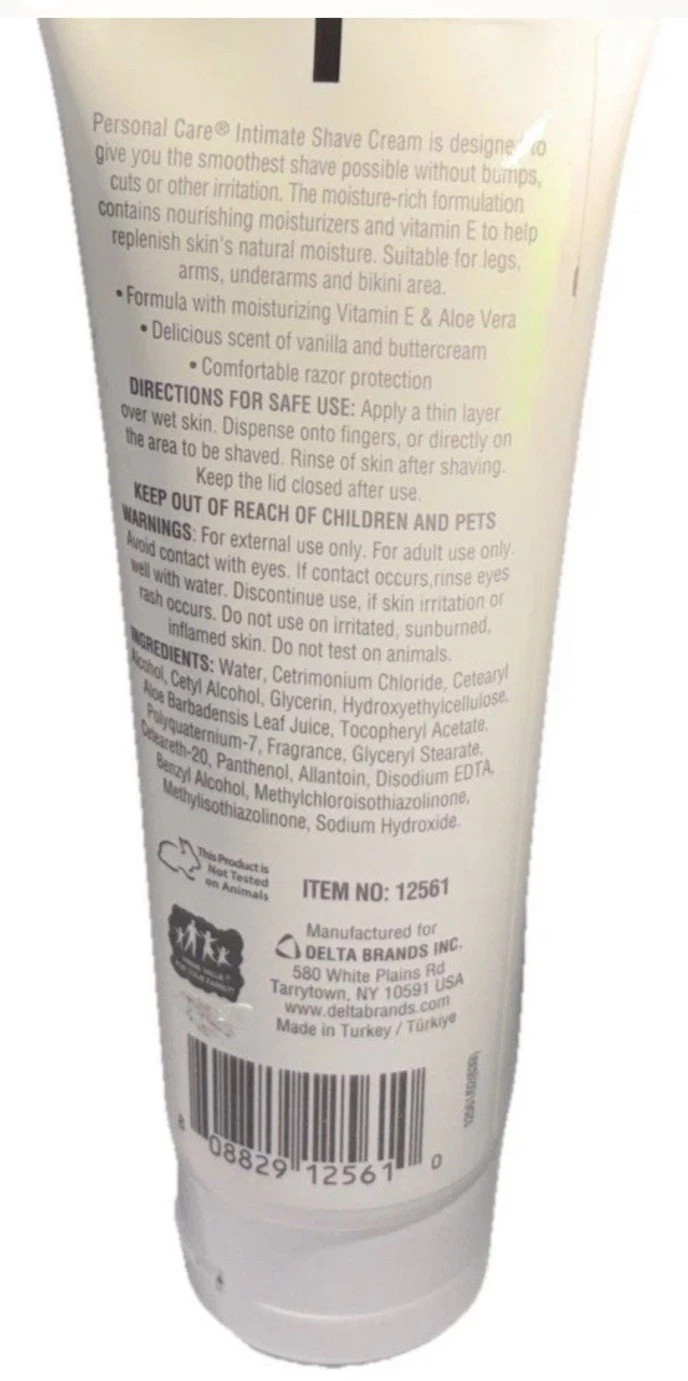 Personal Care® Intimate Shave Cream is designed to
give you the smoothest shave possible without bumps,
cuts or other irritation. The moisture-rich formulation
contains nourishing moisturizers and vitamin E to help
replenish skin's natural moisture. Suitable for legs,
arms, underarms and bikini area.
• Formula with moisturizing Vitamin E & Aloe Vera
• Delicious scent of vanilla and buttercream
• Comfortable razor protection
DIRECTIONS FOR SAFE USE: Apply a thin layer
over wet skin. Dispense onto fingers, or directly on
the area to be shaved. Rinse of skin after shaving.
Keep the lid closed after use.
KEEP OUT OF REACH OF CHILDREN AND PETS
WARNINGS: For external use only. For adult use only.
Avoid contact with eyes. If contact occurs,rinse eyes
well with water. Discontinue use, if skin irritation or
rash occurs. Do not use on irritated, sunburned,
inflamed skin. Do not test on animals.
INGREDIENTS: Water, Cetrimonium Chloride, Cetearyl
Alcohol, Cetyl Alcohol, Glycerin, Hydroxyethylcellulose,
Aloe Barbadensis Leaf Juice, Tocopheryl Acetate,
Polyquaternium-7, Fragrance, Glyceryl Stearate,
Ceteareth-20, Panthenol, Allantoin, Disodium EDTA,
Benzyl Alcohol, Methylchloroisothiazolinone,
Methylisothiazolinone, Sodium Hydroxide.
This Product is
Not Tested
on Animals
ITEM NO: 12561
Manufactured for
DELTA BRANDS INC.
580 White Plains Rd
Tarrytown, NY 10591 USA
www.deltabrands.com
Made in Turkey / Türkiye
8 08829 12561 0